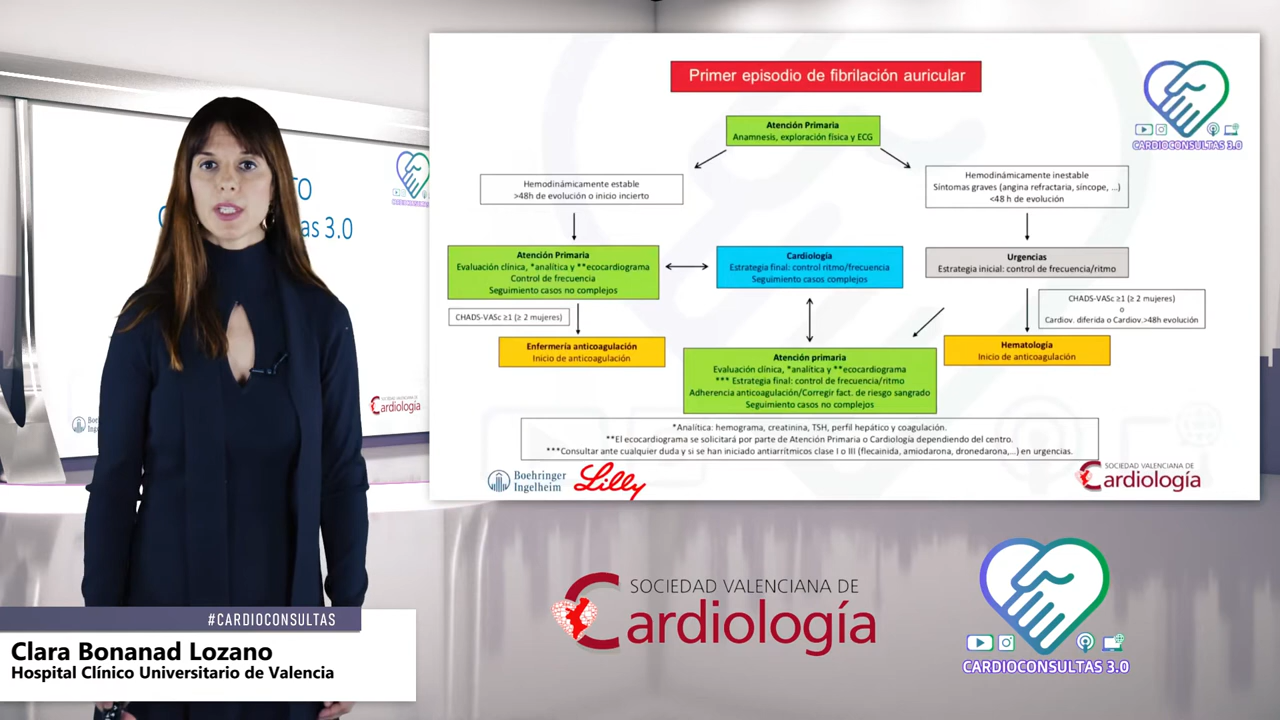 Primer episodio de fibrilación auricular
CARDIOCONSULTAS 3.0
Atención Primaria
Anamnesis, exploración física y ECG
Hemodinámicamente estable
>48h de evolución o inicio incierto
Hemodinámicamente inestable
Síntomas graves (angina refractaria, síncope, ...)
<48 h de evolución
Atención Primaria
Evaluación clínica, *analítica y **ecocardiograma
Control de frecuencia
Seguimiento casos no complejos
Cardiología
Estrategia final: control ritmo/frecuencia
Seguimiento casos complejos
Urgencias
Estrategia inicial: control de frecuencia/ritmo
CHADS-VASc ≥1 (≥ 2 mujeres)
CHADS-VASc ≥1 (≥ 2 mujeres)
o
Cardiov. diferida o Cardiov.>48h evolución
Enfermería anticoagulación
Inicio de anticoagulación
Hematología
Inicio de anticoagulación
Atención primaria
Evaluación clínica, *analítica y **ecocardiograma
*** Estrategia final: control de frecuencia/ritmo
Adherencia anticoagulación/Corregir fact. de riesgo sangrado
Seguimiento casos no complejos
*Analítica: hemograma, creatinina, TSH, perfil hepático y coagulación.
**El ecocardiograma se solicitará por parte de Atención Primaria o Cardiología dependiendo del centro.
***Consultar ante cualquier duda y si se han iniciado antiarrítmicos clase I o III (flecainida, amiodarona, dronedarona,...) en urgencias.
Boehringer
Ingelheim
Lilly
SOCIEDAD VALENCIANA DE
Cardiología
as 3.0
Cardiología
Ingelheim
SOCIEDAD VALENCIANA DE
Cardiología
CARDIOCONSULTAS 3.0
#CARDIOCONSULTAS
Clara Bonanad Lozano
Hospital Clínico Universitario de Valencia